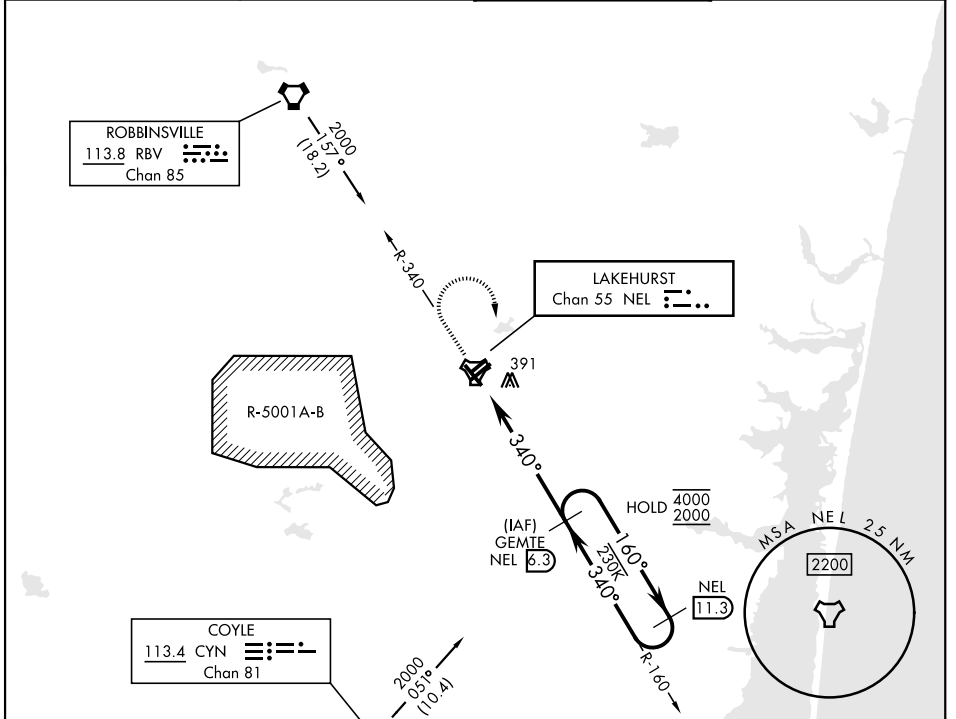 ROBBINSVILLE
113.8 RBV
Chan 85
2000
157°
(18.2)
R-340
LAKEHURST
Chan 55 NEL
391
R-5001A-B
340°
HOLD 4000
2000
(IAF)
GEMTE
NEL 6.3
160°
230K
340°
NEL
11.3
R-160
MSA NEL 25 NM
2200
COYLE
113.4 CYN
Chan 81
2000
051°
(10.4)